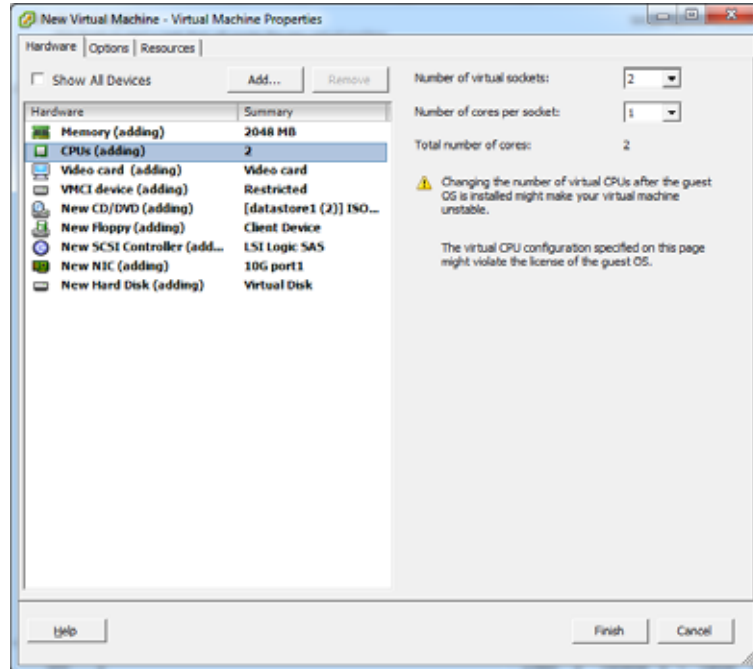 New Virtual Machine - Virtual Machine Properties
Hardware Options Resources
Show All Devices Add... Remove
Hardware Summary
Memory (adding) 2048 MB
CPUs (adding) 2
Video card (adding) Video card
VMCI device (adding) Restricted
New CD/DVD (adding) [datastore1 (2)] ISO...
New Floppy (adding) Client Device
New SCSI Controller (add... LSI Logic SAS
New NIC (adding) 10G port1
New Hard Disk (adding) Virtual Disk
Number of virtual sockets: 2
Number of cores per socket: 1
Total number of cores: 2
Changing the number of virtual CPUs after the guest
OS is installed might make your virtual machine
unstable.
The virtual CPU configuration specified on this page
might violate the license of the guest OS.
Help Finish Cancel